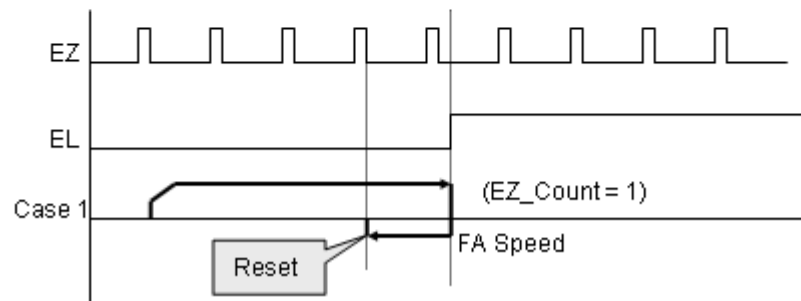 EZ
EL
Case 1
(EZ_Count = 1)
FA Speed
Reset